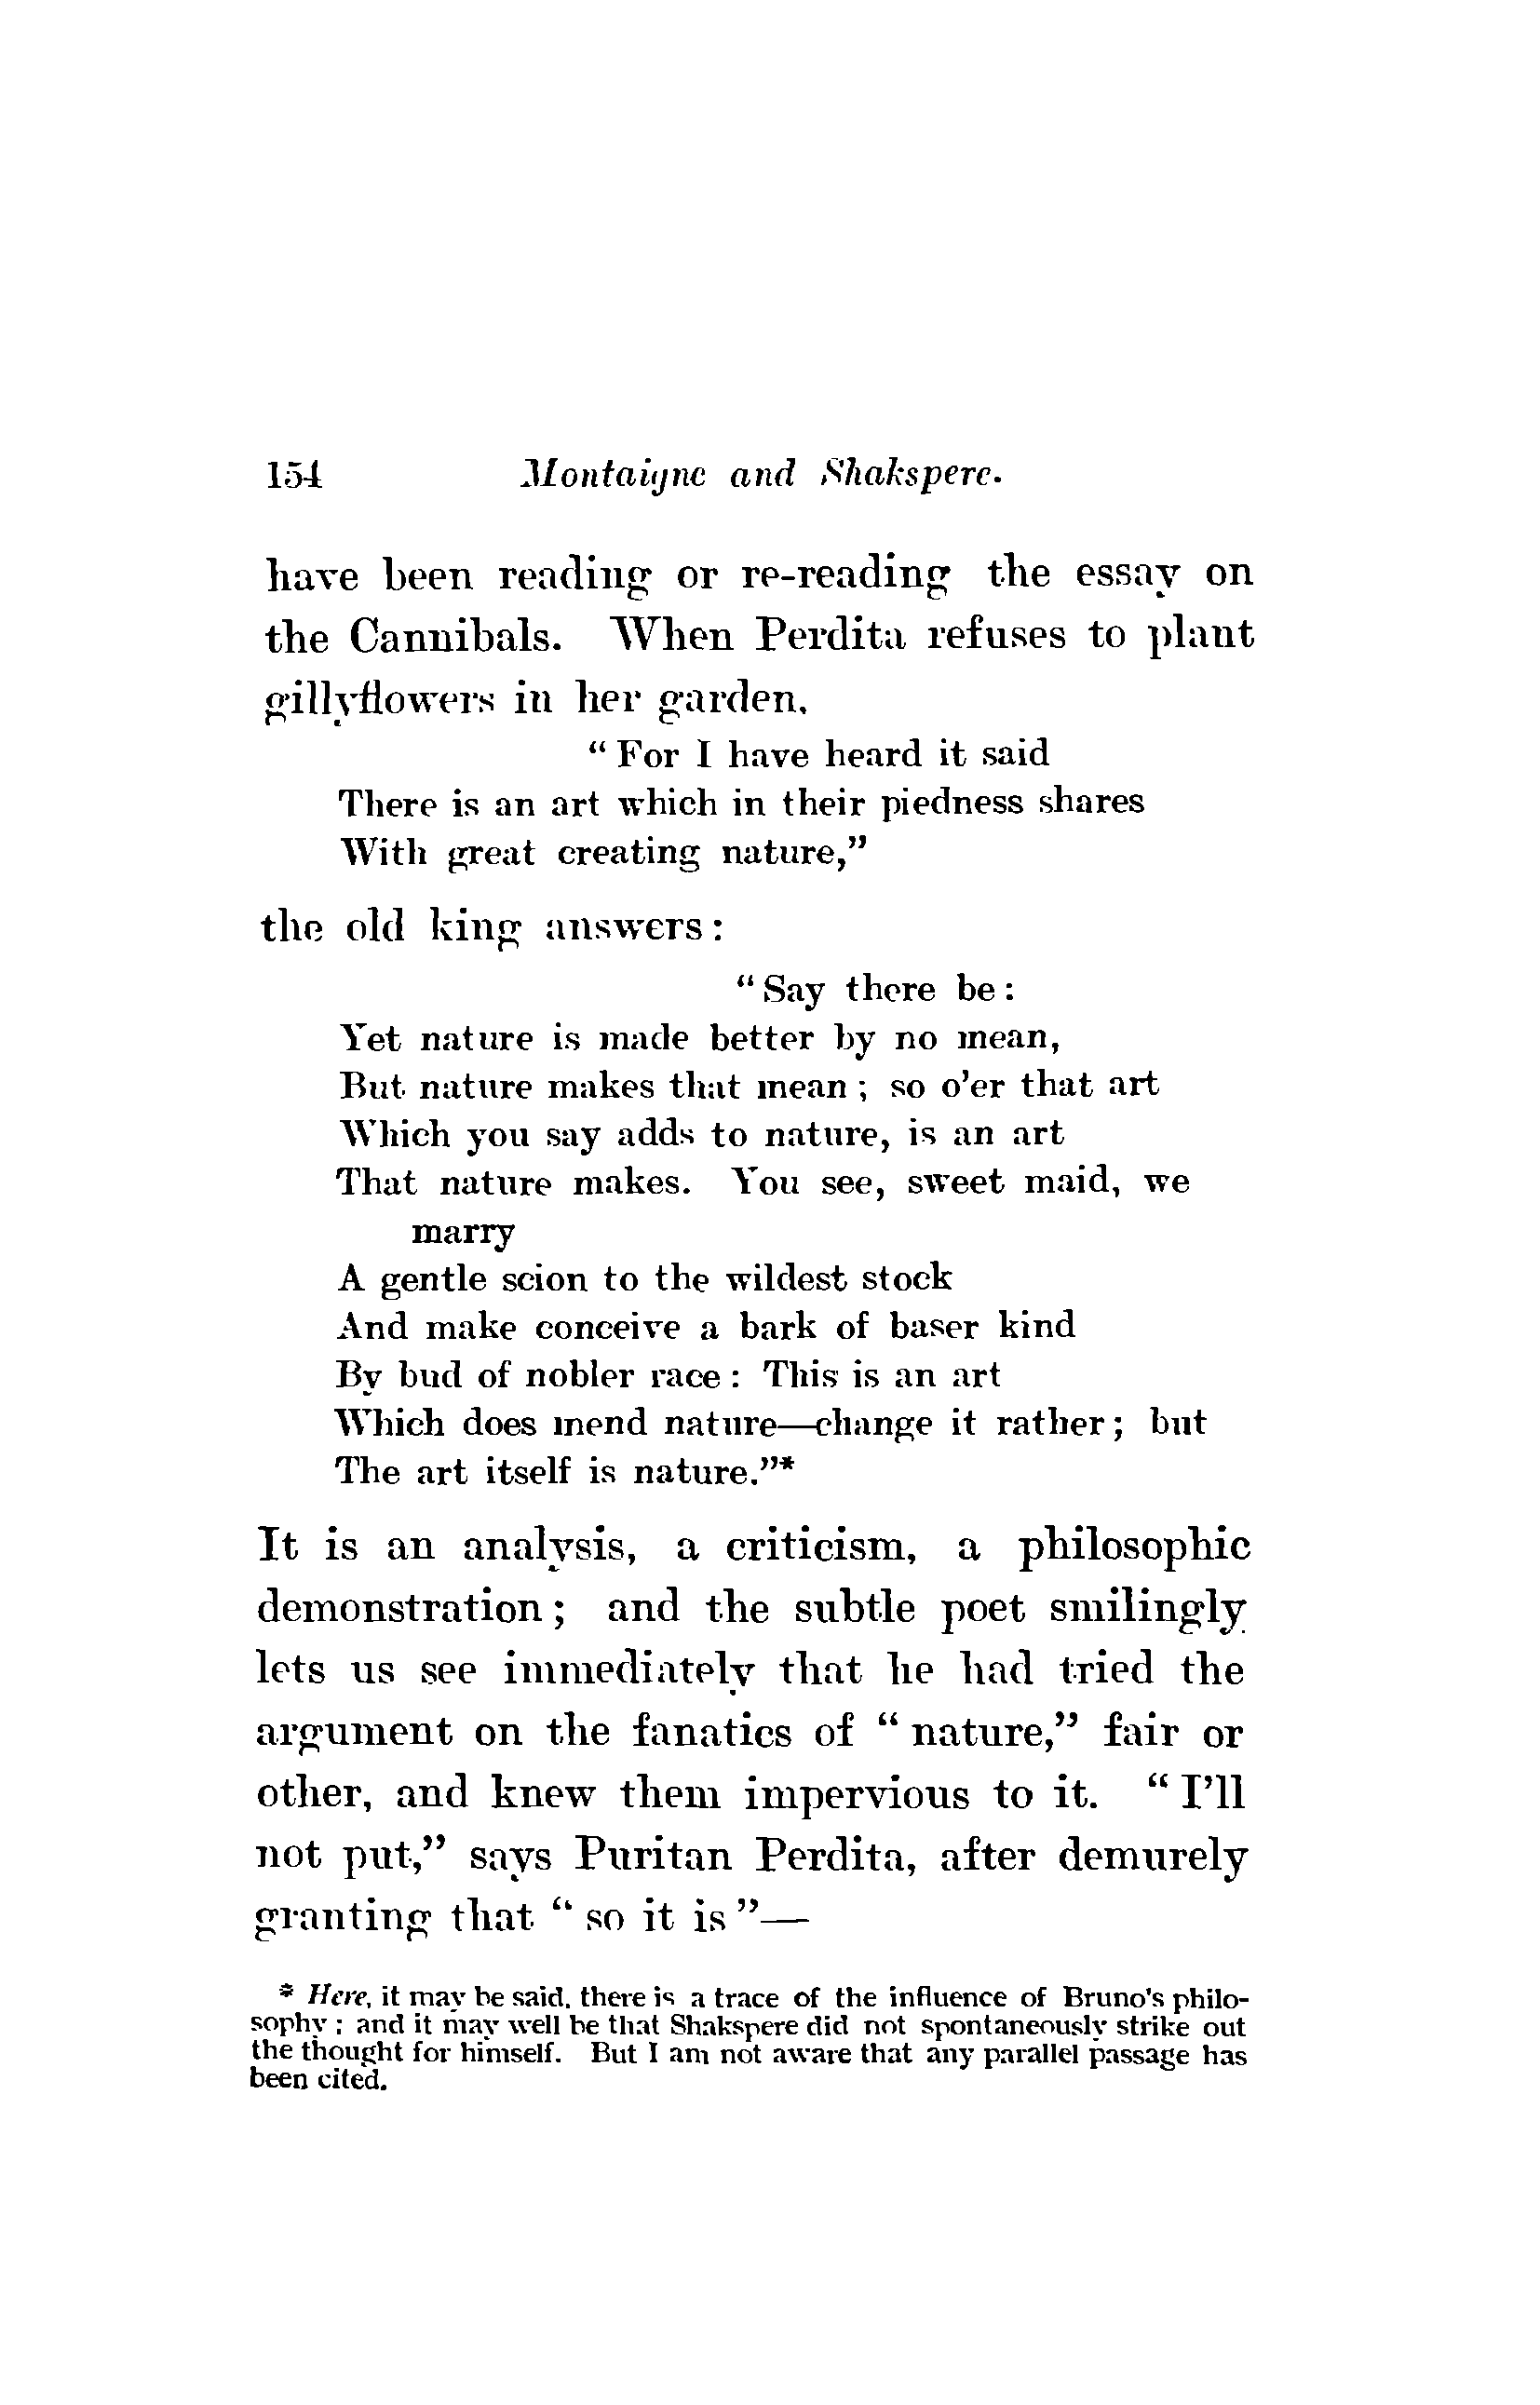 154 Montaigne and Shakspere.
have been reading or re-reading the essay on
the Cannibals. When Perdita refuses to plant
gillyflowers in her garden,
“ For I have heard it said
There is an art which in their piedness shares
With great creating nature,”
the old king answers :
“ Say there be :
Yet nature is made better by no mean,
But nature makes that mean ; so o’er that art
Which you say adds to nature, is an art
That nature makes. You see, sweet maid, we
marry
A gentle scion to the wildest stock
And make conceive a bark of baser kind
By bud of nobler race : This is an art
Which does mend nature—change it rather ; but
The art itself is nature.”*
It is an analysis, a criticism, a philosophic
demonstration ; and the subtle poet smilingly
lets us see immediately that he had tried the
argument on the fanatics of “ nature,” fair or
other, and knew them impervious to it. “ I’ll
not put,” says Puritan Perdita, after demurely
granting that “ so it is ”—
* Here, it may be said, there is a trace of the influence of Bruno’s philo-
sophy ; and it may well be that Shakspere did not spontaneously strike out
the thought for himself. But I am not aware that any parallel passage has
been cited.